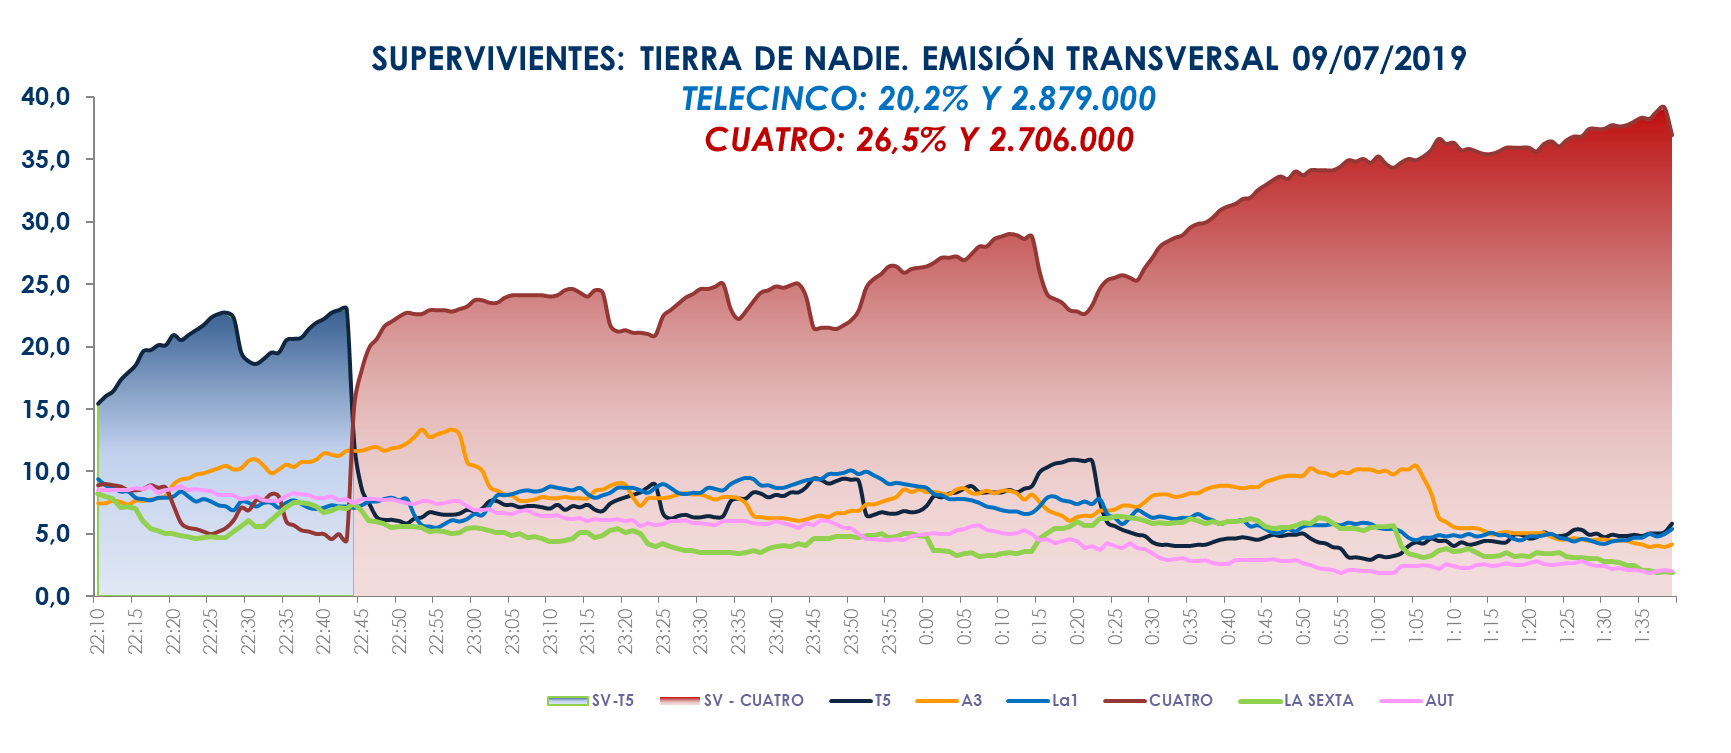 SUPERVIVIENTES: TIERRA DE NADIE. EMISIÓN TRANSVERSAL 09/07/2019
TELECINCO: 20,2% Y 2.879.000
CUATRO: 26,5% Y 2.706.000
40,0
35,0
30,0
25,0
20,0
15,0
10,0
5,0
0,0
22:10 22:15 22:20 22:25 22:30 22:35 22:40 22:45 22:50 22:55 23:00 23:05 23:10 23:15 23:20 23:25 23:30 23:35 23:40 23:45 23:50 23:55 0:00 0:05 0:10 0:15 0:20 0:25 0:30 0:35 0:40 0:45 0:50 0:55 1:00 1:05 1:10 1:15 1:20 1:25 1:30 1:35
SV-T5 SV - CUATRO T5 A3 La1 CUATRO LA SEXTA AUT